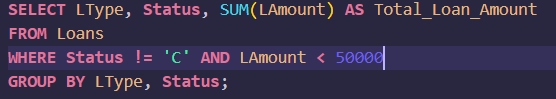 SELECT LType, Status, SUM(LAmount) AS Total_Loan_Amount
FROM Loans
WHERE Status != 'C' AND LAmount < 50000
GROUP BY LType, Status;